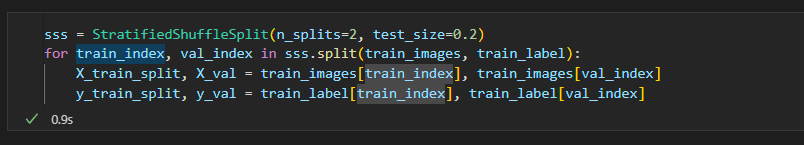 sss = StratifiedShuffleSplit(n_splits=2, test_size=0.2)
for train_index, val_index in sss.split(train_images, train_label):
    X_train_split, X_val = train_images[train_index], train_images[val_index]
    y_train_split, y_val = train_label[train_index], train_label[val_index]
0.9s